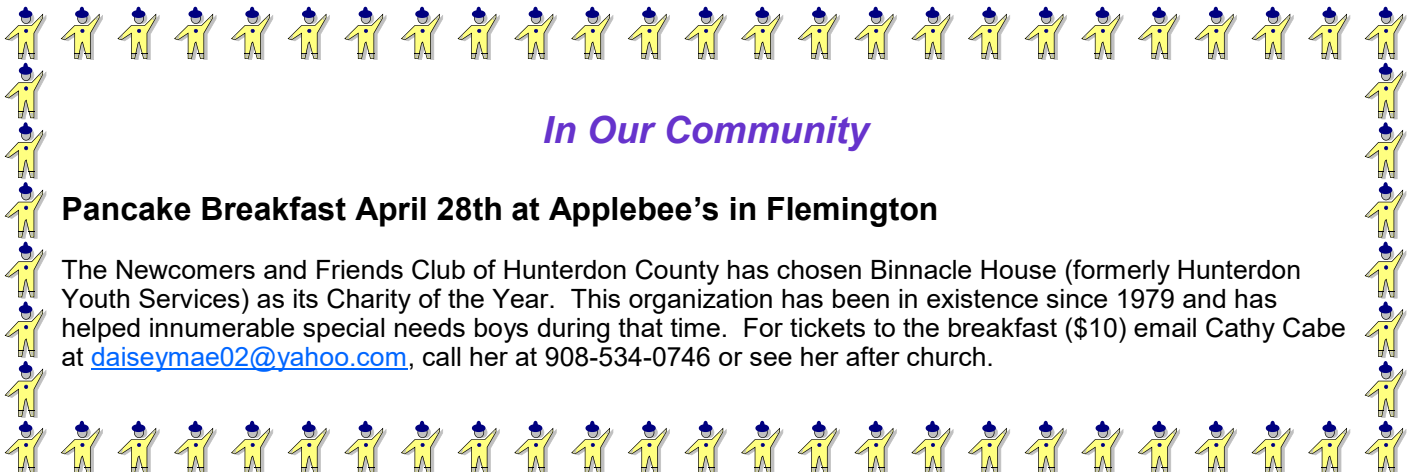 In Our Community
Pancake Breakfast April 28th at Applebee’s in Flemington
The Newcomers and Friends Club of Hunterdon County has chosen Binnacle House (formerly Hunterdon
Youth Services) as its Charity of the Year.  This organization has been in existence since 1979 and has
helped innumerable special needs boys during that time.  For tickets to the breakfast ($10) email Cathy Cabe
at daiseymae02@yahoo.com, call her at 908-534-0746 or see her after church.